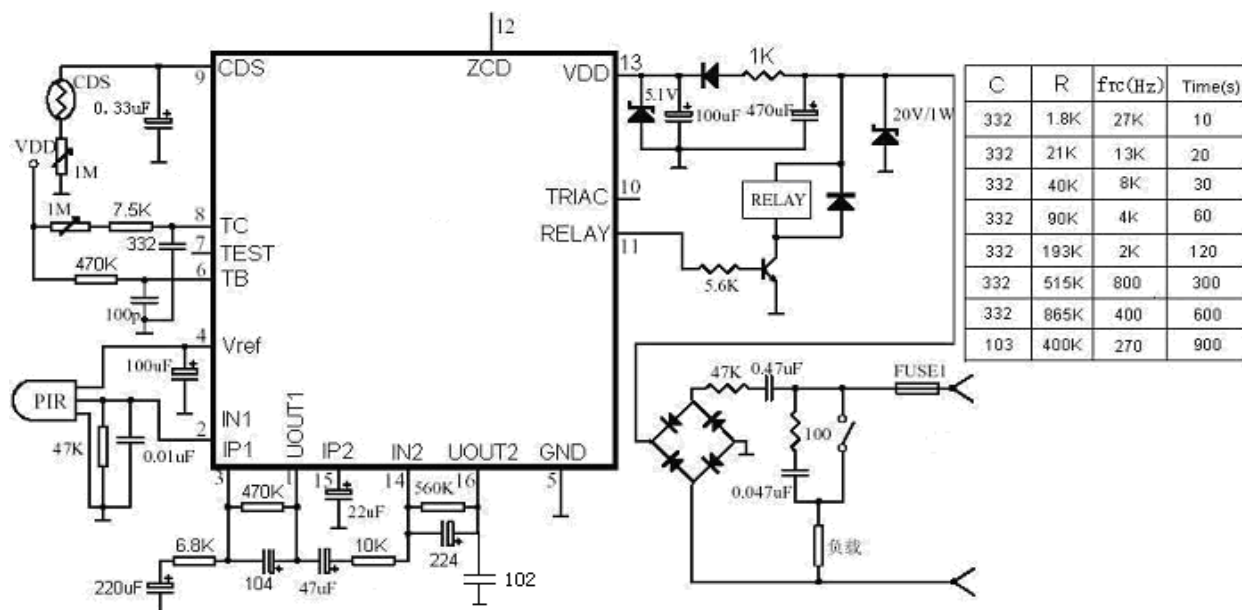 12
9
CDS
ZCD
VDD
13
1K
CDS
0.33uF
5.1V
100uF
470uF
20V/1W
VDD
1M
TRIAC
10
RELAY
1M
7.5K
8
TC
RELAY
11
332
7
TEST
470K
6
TB
5.6K
100p
4
Vref
100uF
47K
0.47uF
FUSE1
PIR
IN1
2
IP1
UOUT1
IP2
IN2
UOUT2
GND
47K
0.01uF
100
0.047uF
3
1
15
14
16
5
470K
22uF
560K
6.8K
104
47uF
10K
224
220uF
102
负载
C R frc(Hz) Time(s)
332 1.8K 27K 10
332 21K 13K 20
332 40K 8K 30
332 90K 4K 60
332 193K 2K 120
332 515K 800 300
332 865K 400 600
103 400K 270 900